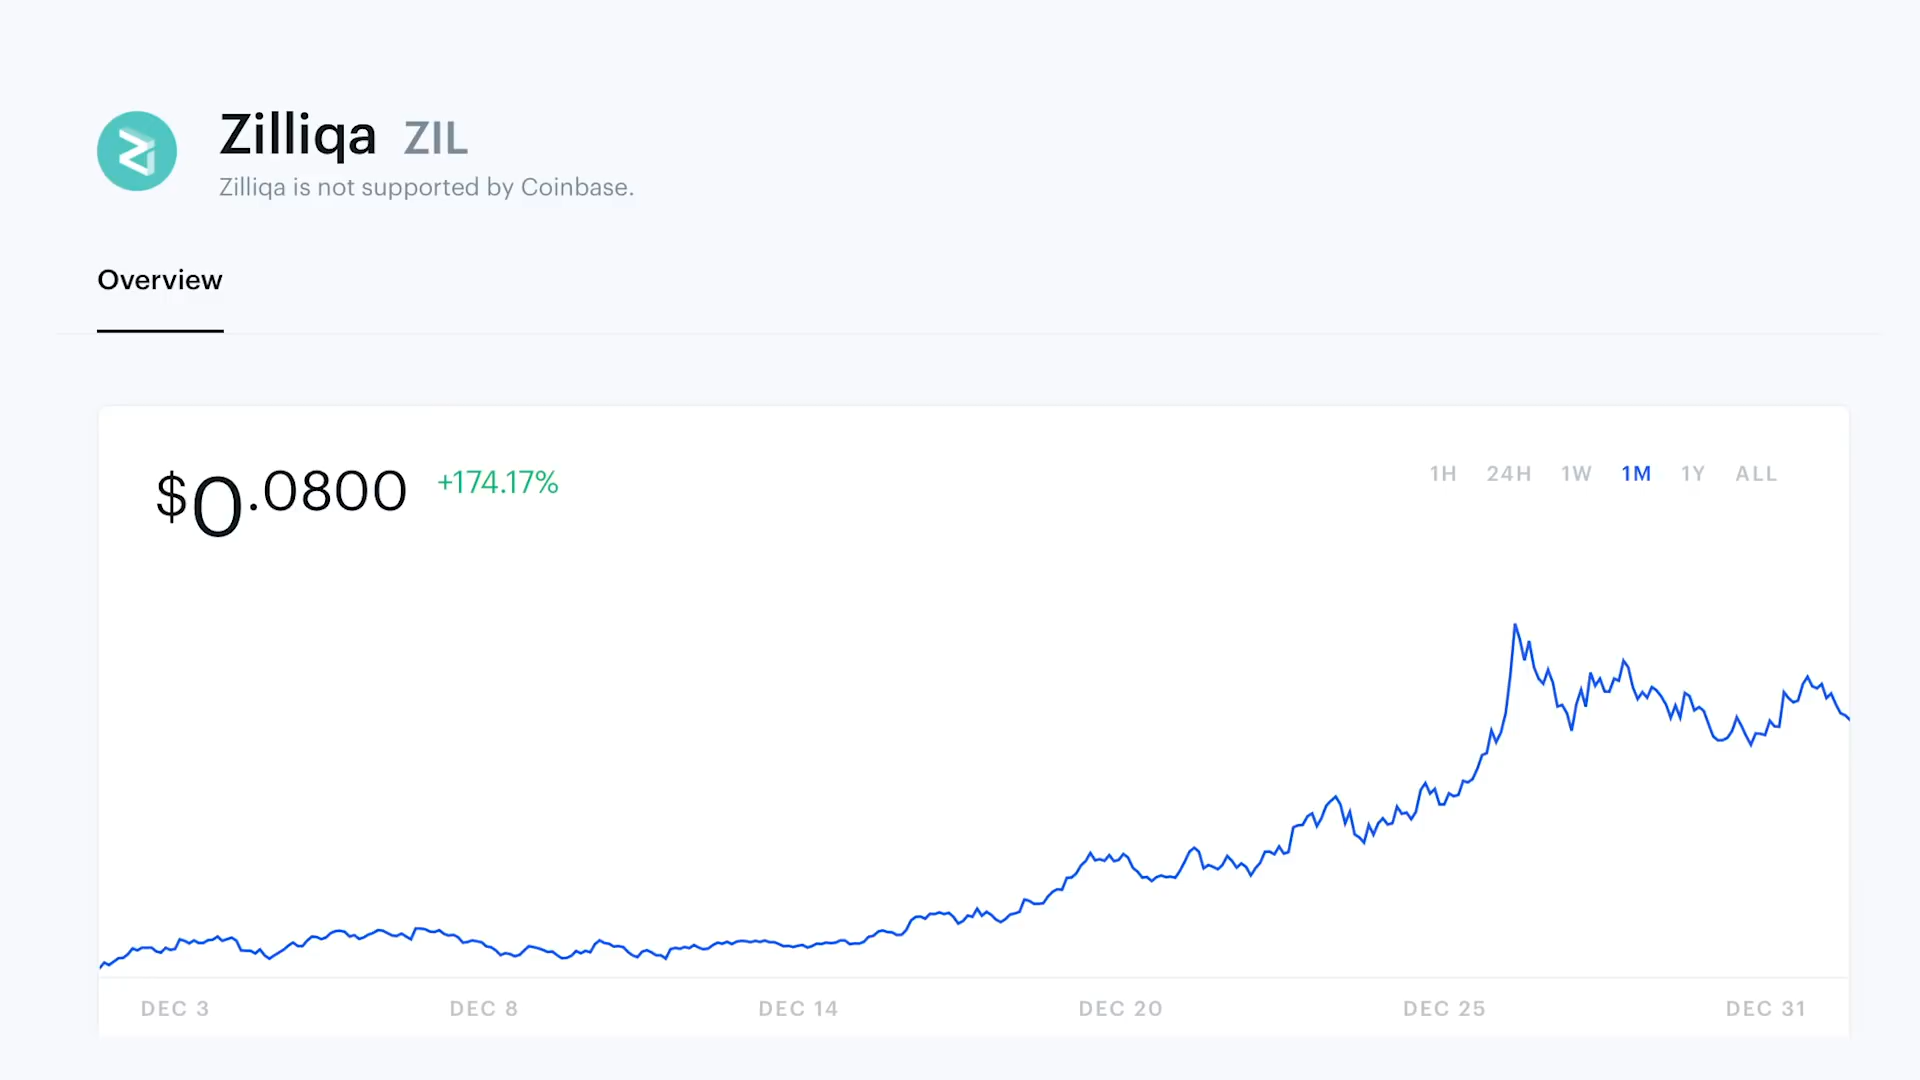 Zilliqa ZIL
Zilliqa is not supported by Coinbase.
Overview
$0.0800 +174.17%
1H 24H 1W 1M 1Y ALL
DEC 3 DEC 8 DEC 14 DEC 20 DEC 25 DEC 31